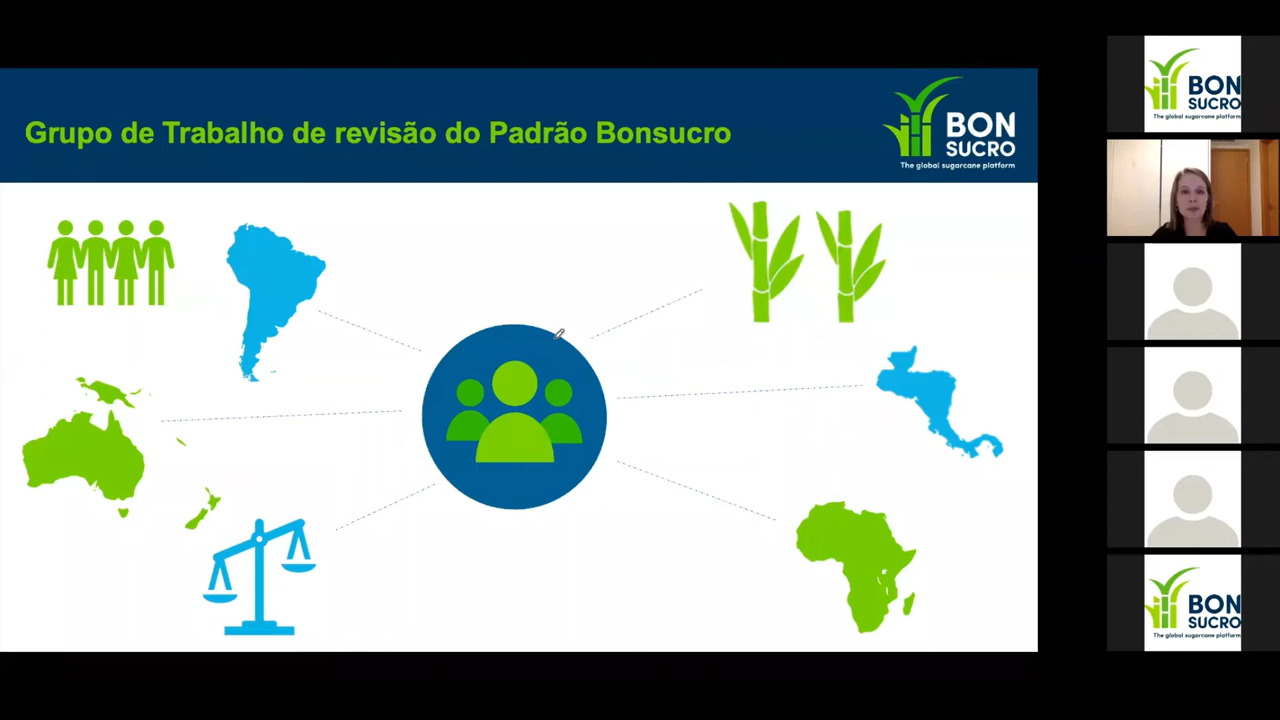 Grupo de Trabalho de revisão do Padrão Bonsucro
BON
SUCRO
The global sugarcane platform
BON
SUCRO
The global sugarcane platform
BON
SUCRO
The global sugarcane platform